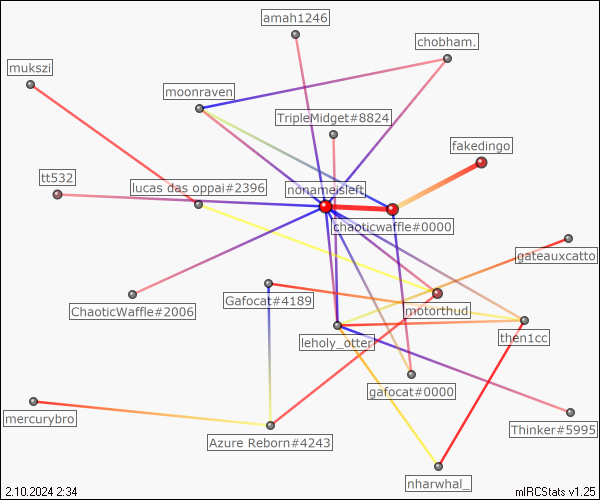 amah1246
chobham.
mukszi
moonraven
TripleMidget#8824
fakedingo
tt532
lucas das oppai#2396
nonameisleft
chaoticwaffle#0000
gateauxcatto
Gafocat#4189
ChaoticWaffle#2006
motorthud
leholy_otter
then1cc
gafocat#0000
mercurybro
Thinker#5995
Azure Reborn#4243
nharwhal_
2.10.2024 2:34
mIRCStats v1.25